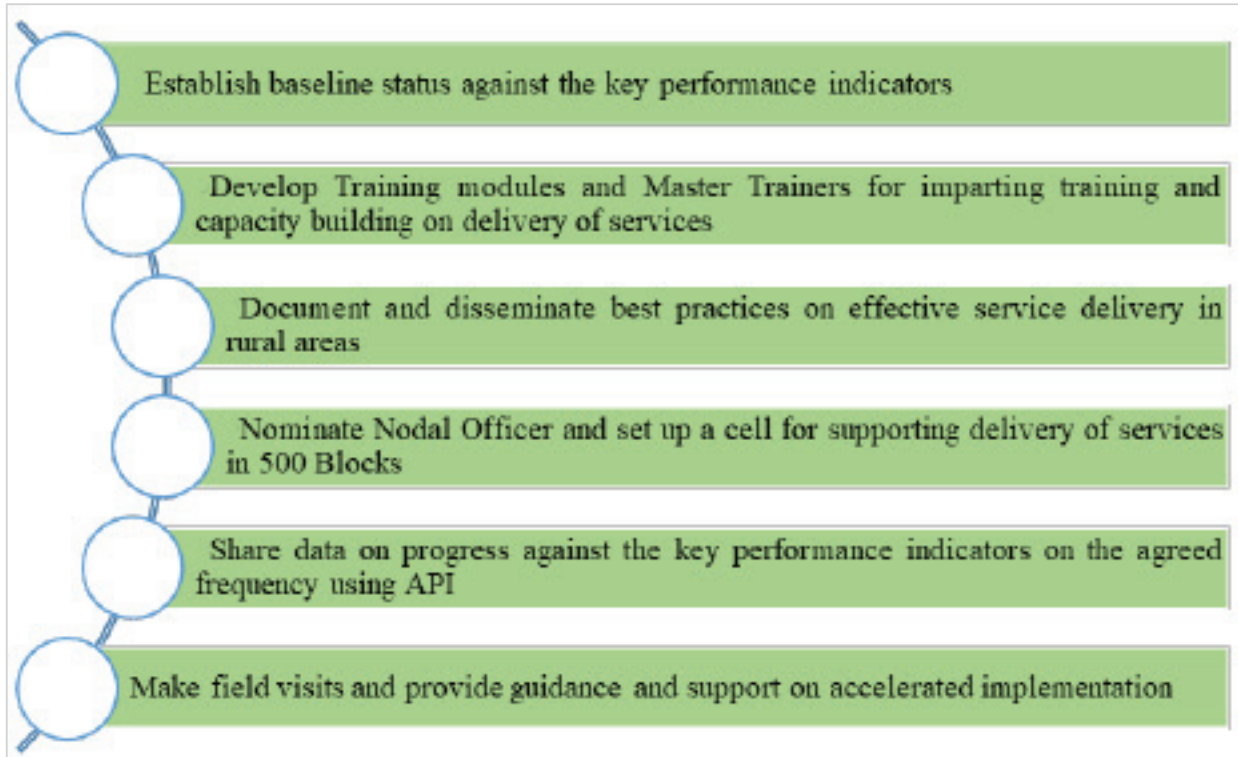 Establish baseline status against the key performance indicators
Develop Training modules and Master Trainers for imparting training and
capacity building on delivery of services
Document and disseminate best practices on effective service delivery in
rural areas
Nominate Nodal Officer and set up a cell for supporting delivery of services
in 500 Blocks
Share data on progress against the key performance indicators on the agreed
frequency using API
Make field visits and provide guidance and support on accelerated implementation